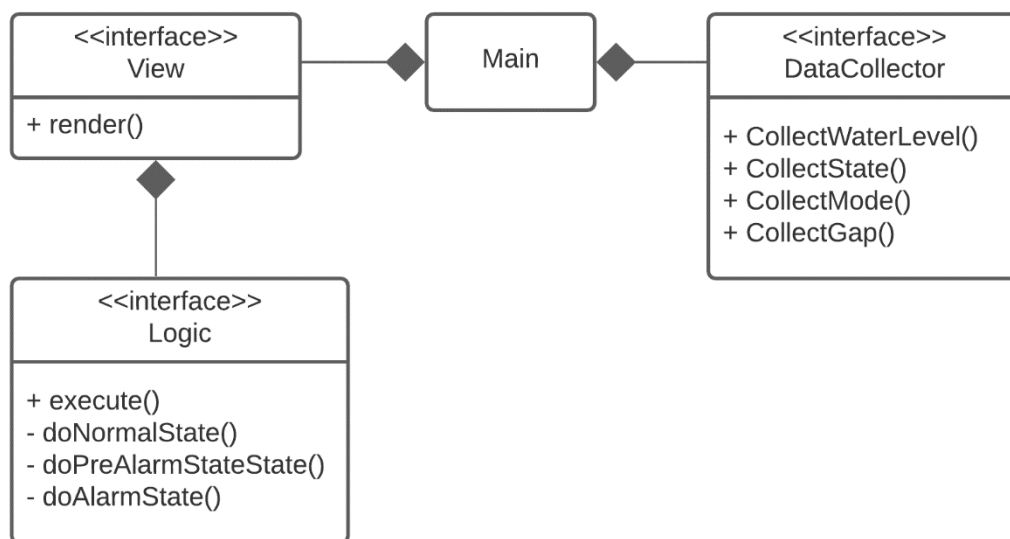 <<interface>>
View
+ render()
Main
<<interface>>
DataCollector
+ CollectWaterLevel()
+ CollectState()
+ CollectMode()
+ CollectGap()
<<interface>>
Logic
+ execute()
- doNormalState()
- doPreAlarmStateState()
- doAlarmState()